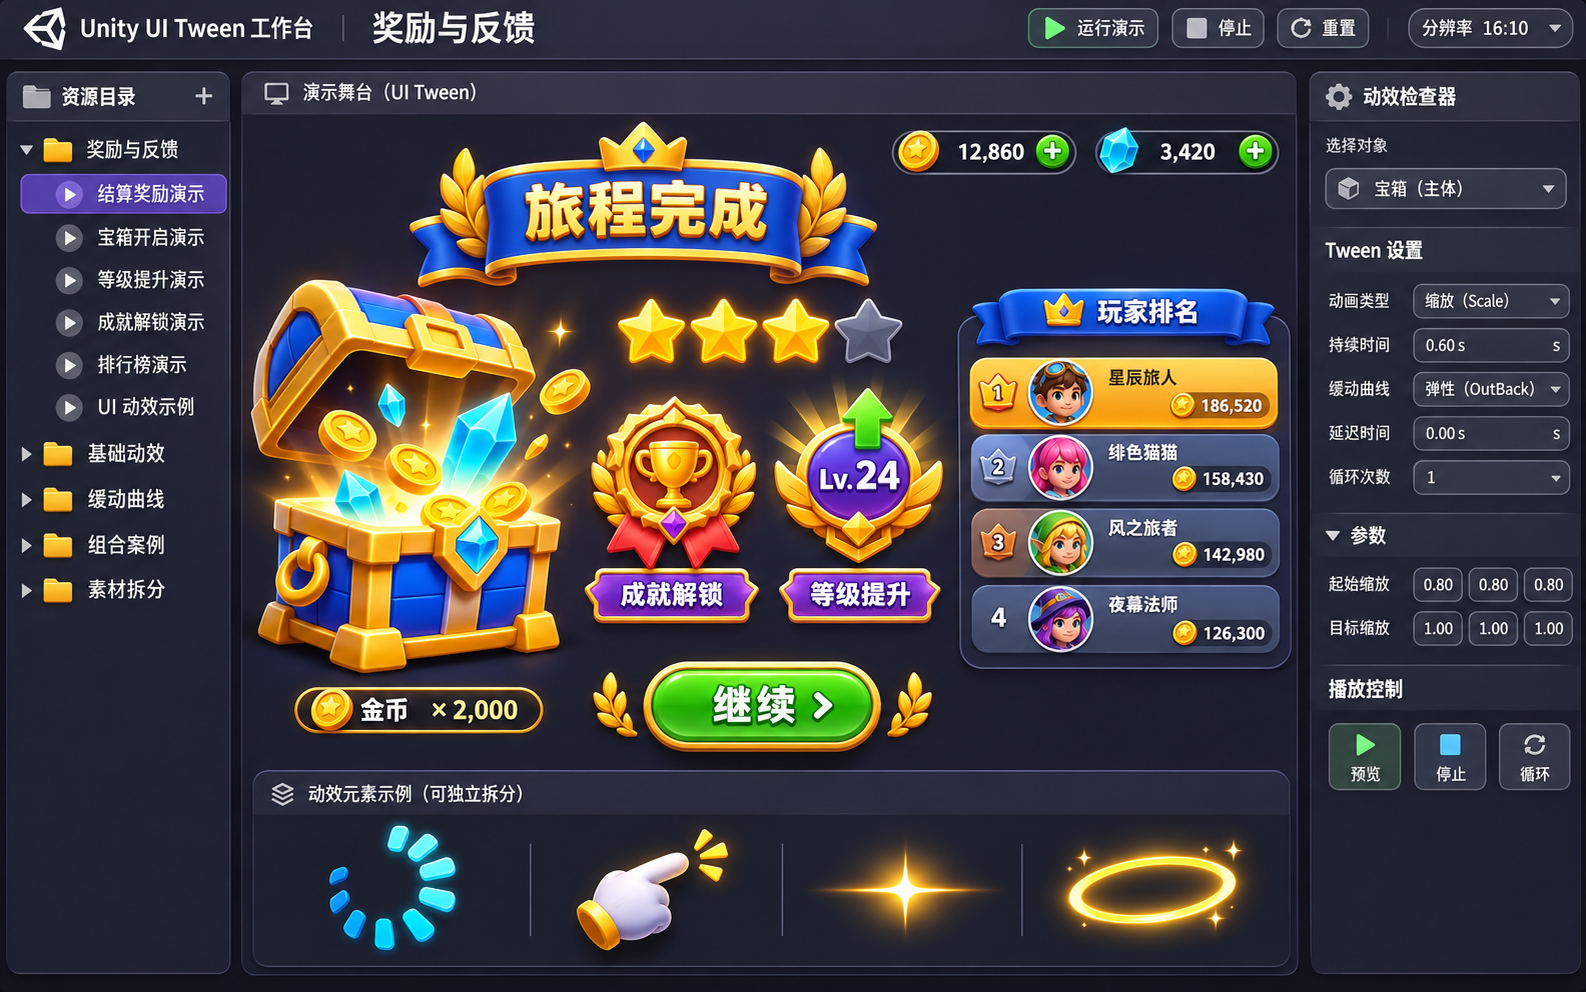 Unity UI Tween 工作台
奖励与反馈
运行演示
停止
重置
分辨率 16:10
资源目录
奖励与反馈
结算奖励演示
宝箱开启演示
等级提升演示
成就解锁演示
排行榜演示
UI 动效示例
基础动效
缓动曲线
组合案例
素材拆分
演示舞台（UI Tween）
12,860
3,420
旅程完成
Lv.24
成就解锁
等级提升
金币 ×2,000
继续
玩家排名
1
星辰旅人
186,520
2
绯色猫猫
158,430
3
风之旅者
142,980
4
夜幕法师
126,300
动效元素示例（可独立拆分）
动效检查器
选择对象
宝箱（主体）
Tween 设置
动画类型 缩放（Scale）
持续时间 0.60 s s
缓动曲线 弹性（OutBack）
延迟时间 0.00 s s
循环次数 1
参数
起始缩放 0.80 0.80 0.80
目标缩放 1.00 1.00 1.00
播放控制
预览
停止
循环